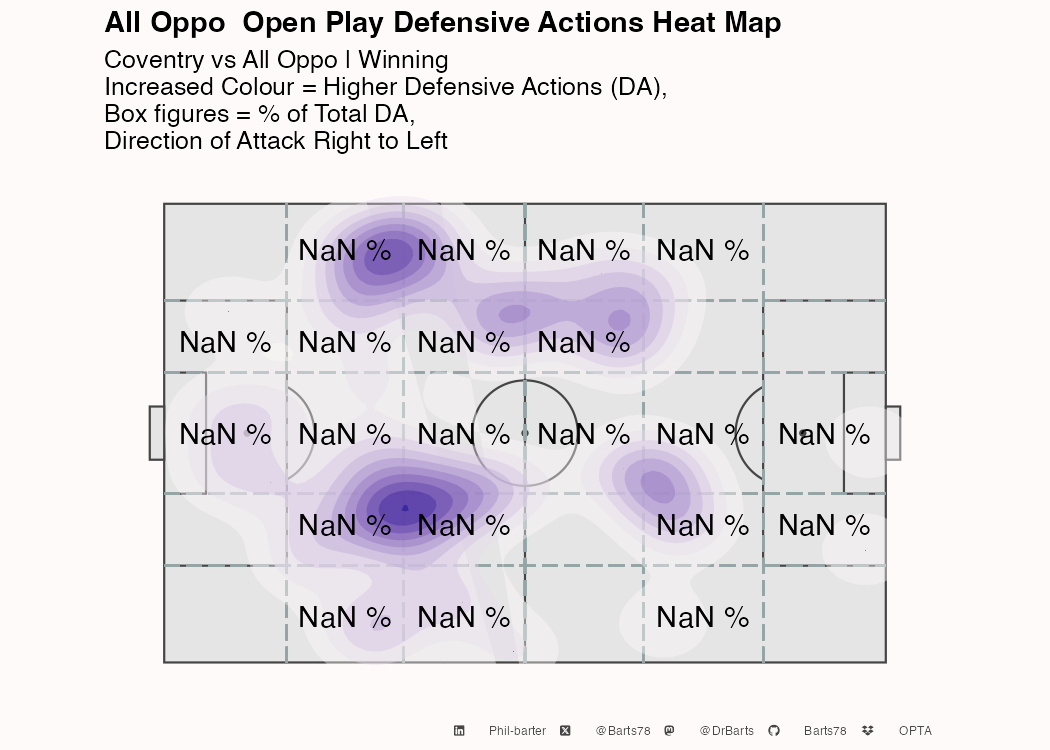 All Oppo  Open Play Defensive Actions Heat Map
Coventry vs All Oppo | Winning
Increased Colour = Higher Defensive Actions (DA),
Box figures = % of Total DA,
Direction of Attack Right to Left
NaN % NaN % NaN % NaN %
NaN % NaN % NaN % NaN %
NaN % NaN % NaN % NaN % NaN % NaN %
NaN % NaN % NaN % NaN %
NaN % NaN % NaN %
Phil-barter @Barts78 @DrBarts Barts78 OPTA